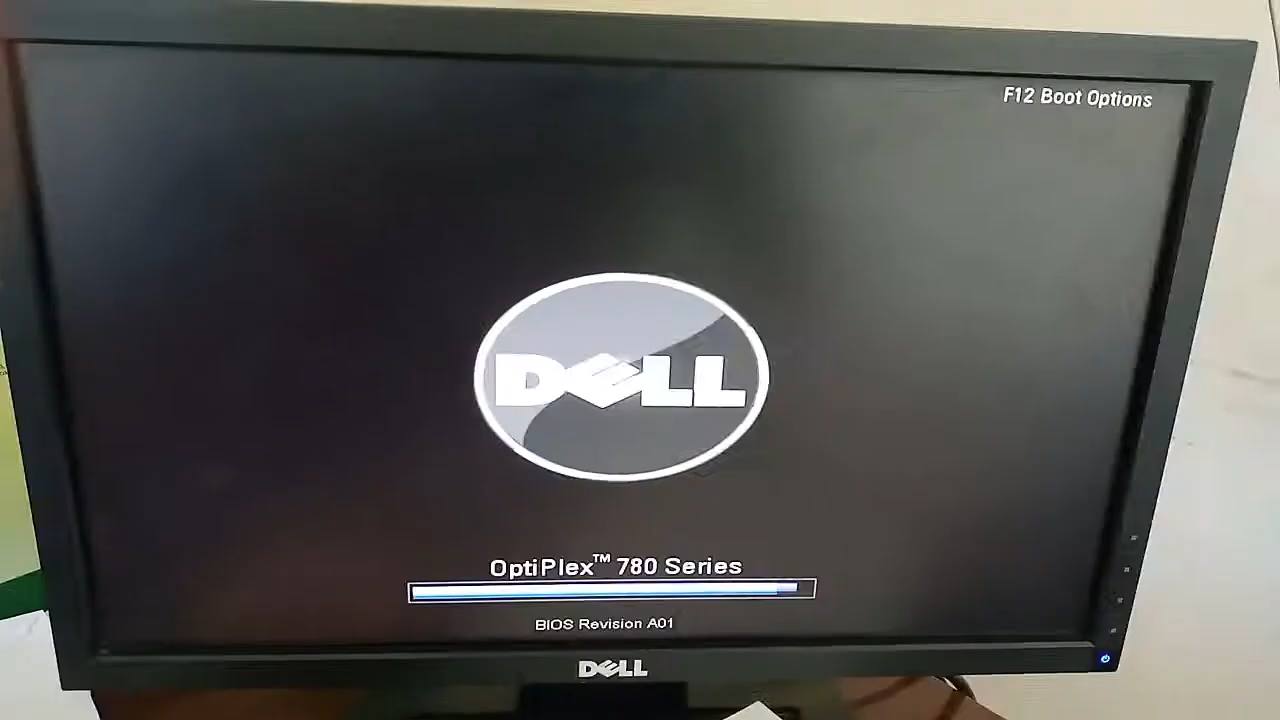 F12 Boot Options
DELL
OptiPlex™ 780 Series
BIOS Revision A01
DELL